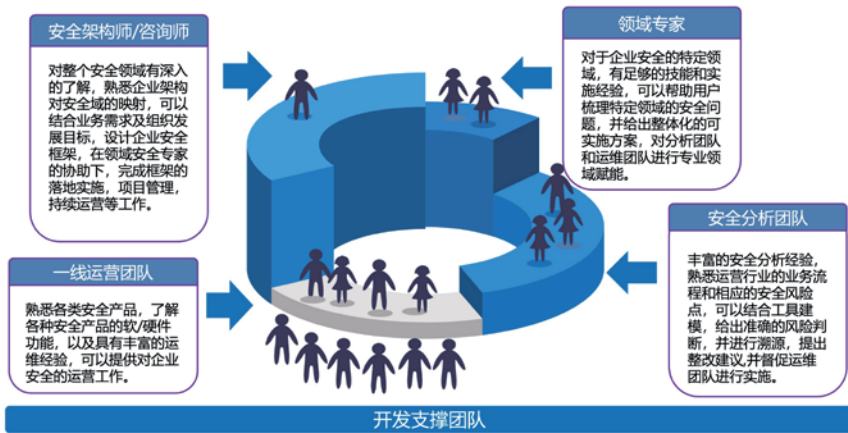 安全架构师/咨询师
对整个安全领域有深入
的了解，熟悉企业架构
对安全域的映射，可以
结合业务需求及组织发
展目标，设计企业安全
框架，在领域安全专家
的协助下，完成框架的
落地实施，项目管理，
持续运营等工作。
领域专家
对于企业安全的特定领
域，有足够的技能和实
施经验，可以帮助用户
梳理特定领域的安全问
题，并给出整体化的可
实施方案，对分析团队
和运维团队进行专业领
域赋能。
一线运营团队
熟悉各类安全产品，了解
各种安全产品的软/硬件
功能，以及具有丰富的运
维经验，可以提供对企业
安全的运营工作。
安全分析团队
丰富的安全分析经验，
熟悉运营行业的业务流
程和相应的安全风险
点，可以结合工具建
模，给出准确的风险判
断，并进行溯源，提出
整改建议,并督促运维
团队进行实施。
开发支撑团队